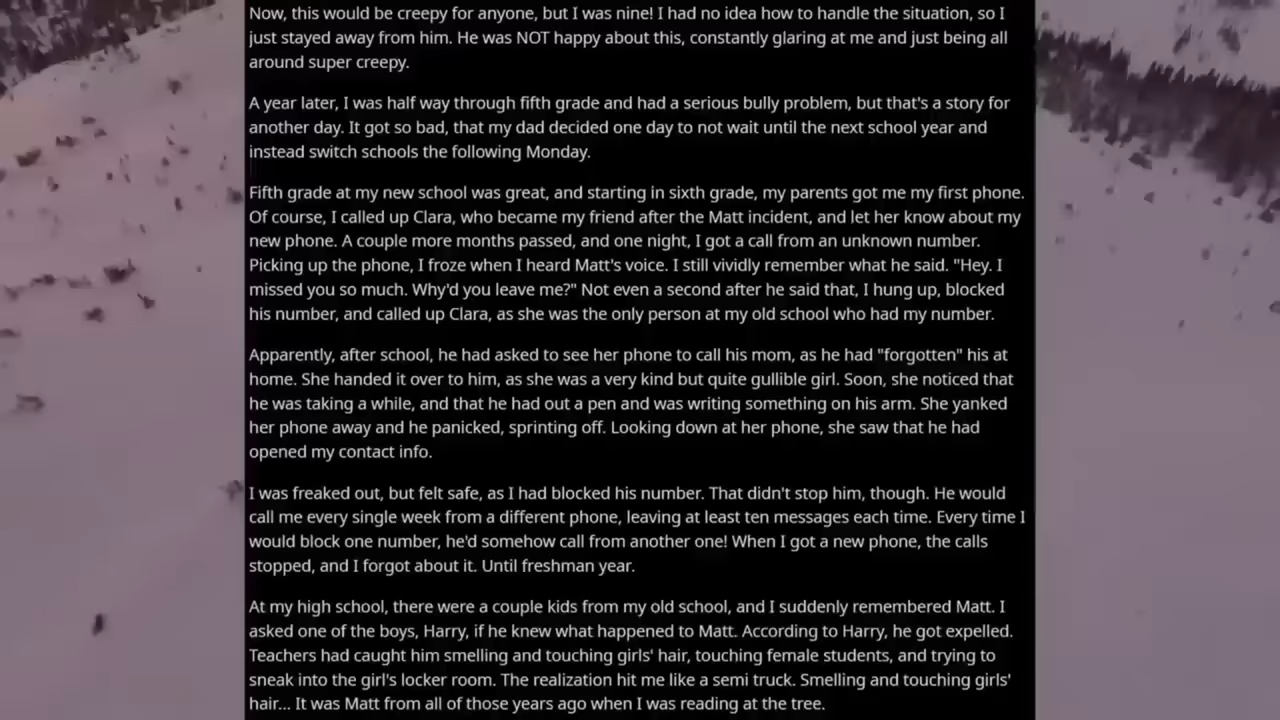 Now, this would be creepy for anyone, but I was nine! I had no idea how to handle the situation, so I
just stayed away from him. He was NOT happy about this, constantly glaring at me and just being all
around super creepy.
A year later, I was half way through fifth grade and had a serious bully problem, but that's a story for
another day. It got so bad, that my dad decided one day to not wait until the next school year and
instead switch schools the following Monday.
Fifth grade at my new school was great, and starting in sixth grade, my parents got me my first phone.
Of course, I called up Clara, who became my friend after the Matt incident, and let her know about my
new phone. A couple more months passed, and one night, I got a call from an unknown number.
Picking up the phone, I froze when I heard Matt's voice. I still vividly remember what he said. "Hey. I
missed you so much. Why'd you leave me?" Not even a second after he said that, I hung up, blocked
his number, and called up Clara, as she was the only person at my old school who had my number.
Apparently, after school, he had asked to see her phone to call his mom, as he had "forgotten" his at
home. She handed it over to him, as she was a very kind but quite gullible girl. Soon, she noticed that
he was taking a while, and that he had out a pen and was writing something on his arm. She yanked
her phone away and he panicked, sprinting off. Looking down at her phone, she saw that he had
opened my contact info.
I was freaked out, but felt safe, as I had blocked his number. That didn't stop him, though. He would
call me every single week from a different phone, leaving at least ten messages each time. Every time I
would block one number, he'd somehow call from another one! When I got a new phone, the calls
stopped, and I forgot about it. Until freshman year.
At my high school, there were a couple kids from my old school, and I suddenly remembered Matt. I
asked one of the boys, Harry, if he knew what happened to Matt. According to Harry, he got expelled.
Teachers had caught him smelling and touching girls' hair, touching female students, and trying to
sneak into the girl's locker room. The realization hit me like a semi truck. Smelling and touching girls'
hair... It was Matt from all of those years ago when I was reading at the tree.